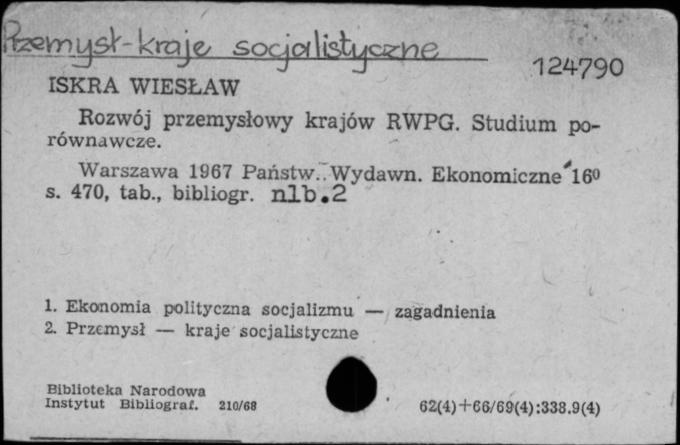 Przemysł-kraje socjalistyczne
124790
ISKRA WIESŁAW
Rozwój przemysłowy krajów RWPG. Studium po-
równawcze.
Warszawa 1967 Państw. Wydawn. Ekonomiczne 16⁰
s. 470, tab., bibliogr. nlb.2
1. Ekonomia polityczna socjalizmu — zagadnienia
2. Przemysł — kraje socjalistyczne
Biblioteka Narodowa
Instytut Bibliograf. 210/68
62(4)+66/69(4):338.9(4)